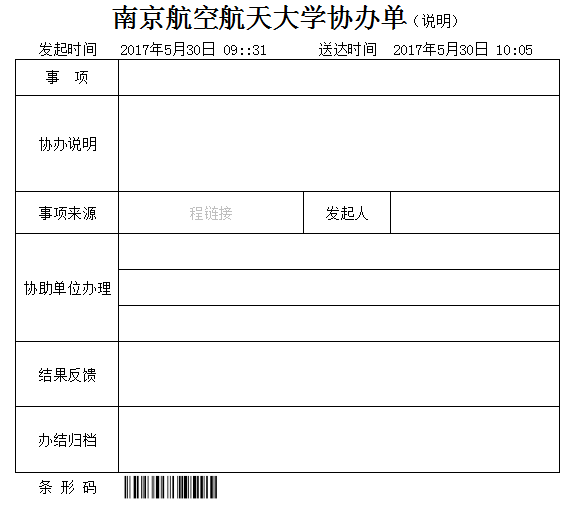 南京航空航天大学协办单（说明）
发起时间 2017年5月30日 09::31 送达时间 2017年5月30日 10:05
事 项
协办说明
事项来源 程链接 发起人
协助单位办理
结果反馈
办结归档
条 形 码